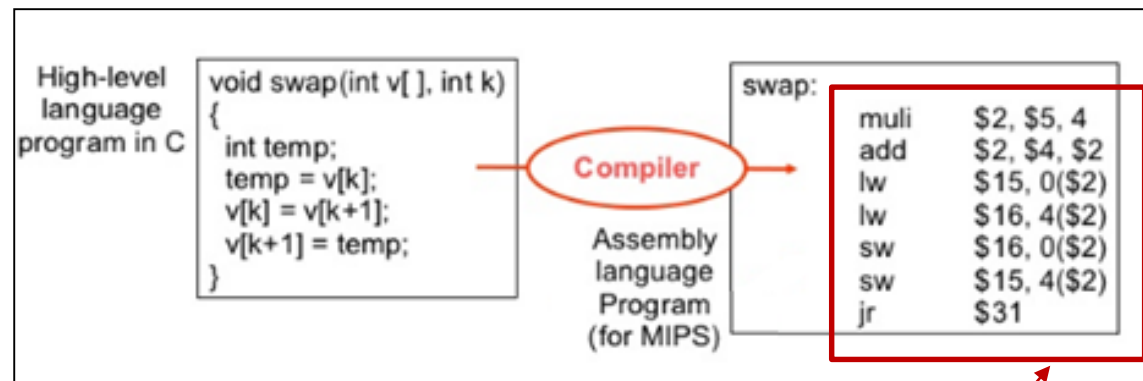 High-level
language
program in C
void swap(int v[ ], int k)
{
int temp;
temp = v[k];
v[k] = v[k+1];
v[k+1] = temp;
}
Compiler
Assembly
language
Program
(for MIPS)
swap:
muli $2, $5, 4
add $2, $4, $2
lw $15, 0($2)
lw $16, 4($2)
sw $16, 0($2)
sw $15, 4($2)
jr $31